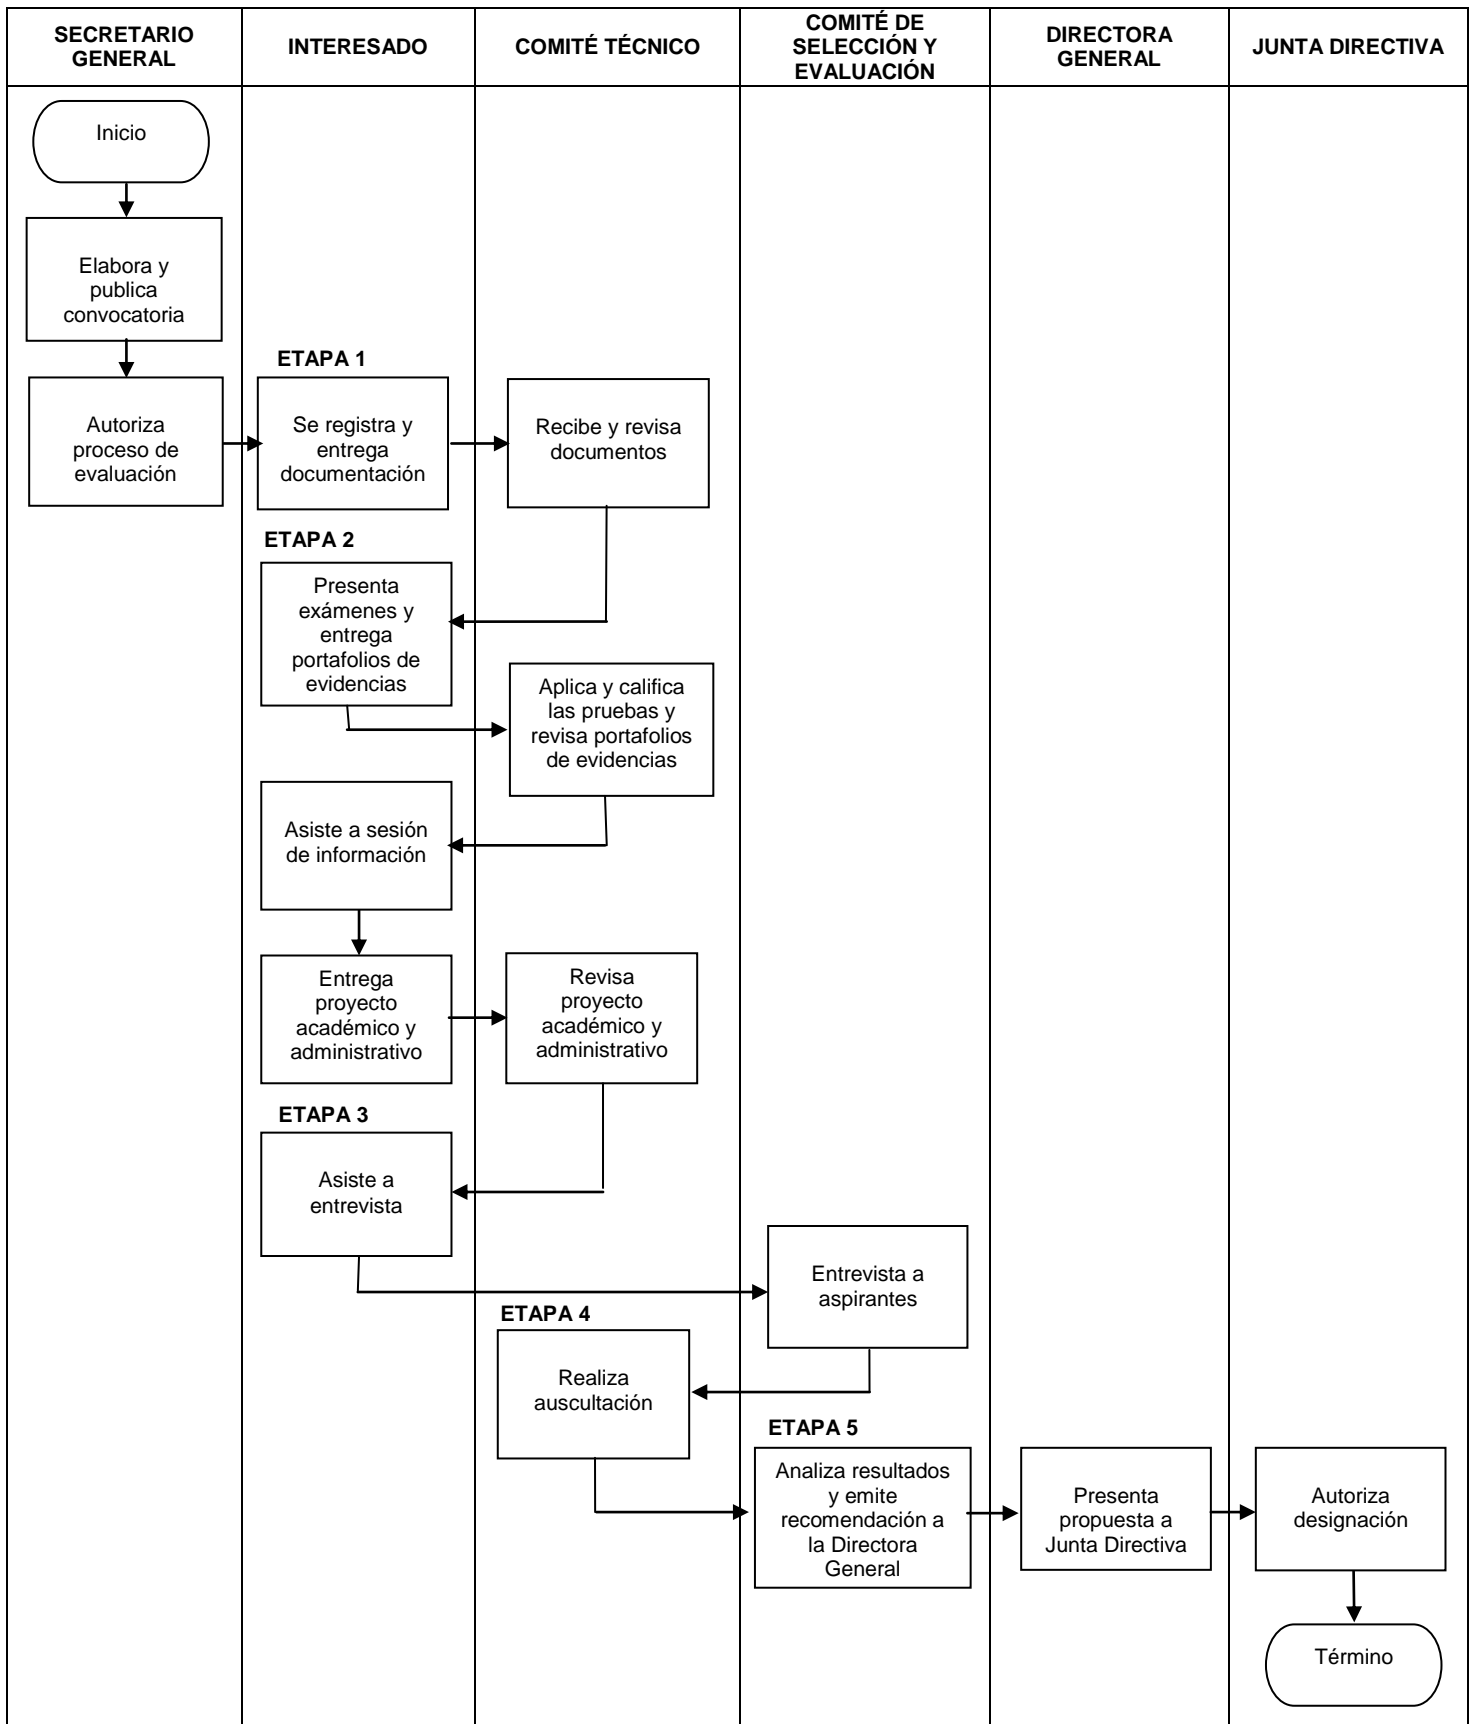 SECRETARIO
GENERAL
INTERESADO
COMITÉ TÉCNICO
COMITÉ DE
SELECCIÓN Y
EVALUACIÓN
DIRECTORA
GENERAL
JUNTA DIRECTIVA
Inicio
Elabora y
publica
convocatoria
Autoriza
proceso de
evaluación
ETAPA 1
Se registra y
entrega
documentación
Recibe y revisa
documentos
ETAPA 2
Presenta
exámenes y
entrega
portafolios de
evidencias
Aplica y califica
las pruebas y
revisa portafolios
de evidencias
Asiste a sesión
de información
Entrega
proyecto
académico y
administrativo
Revisa
proyecto
académico y
administrativo
ETAPA 3
Asiste a
entrevista
Entrevista a
aspirantes
ETAPA 4
Realiza
auscultación
ETAPA 5
Analiza resultados
y emite
recomendación a
la Directora
General
Presenta
propuesta a
Junta Directiva
Autoriza
designación
Término